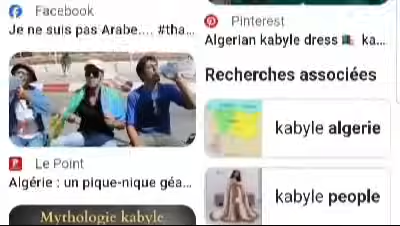 Facebook
Je ne suis pas Arabe.... #tha...
Le Point
Algérie : un pique-nique géa...
Mythologie kabyle
Pinterest
Algerian kabyle dress 🇩🇿 ka...
Recherches associées
kabyle algerie
kabyle people